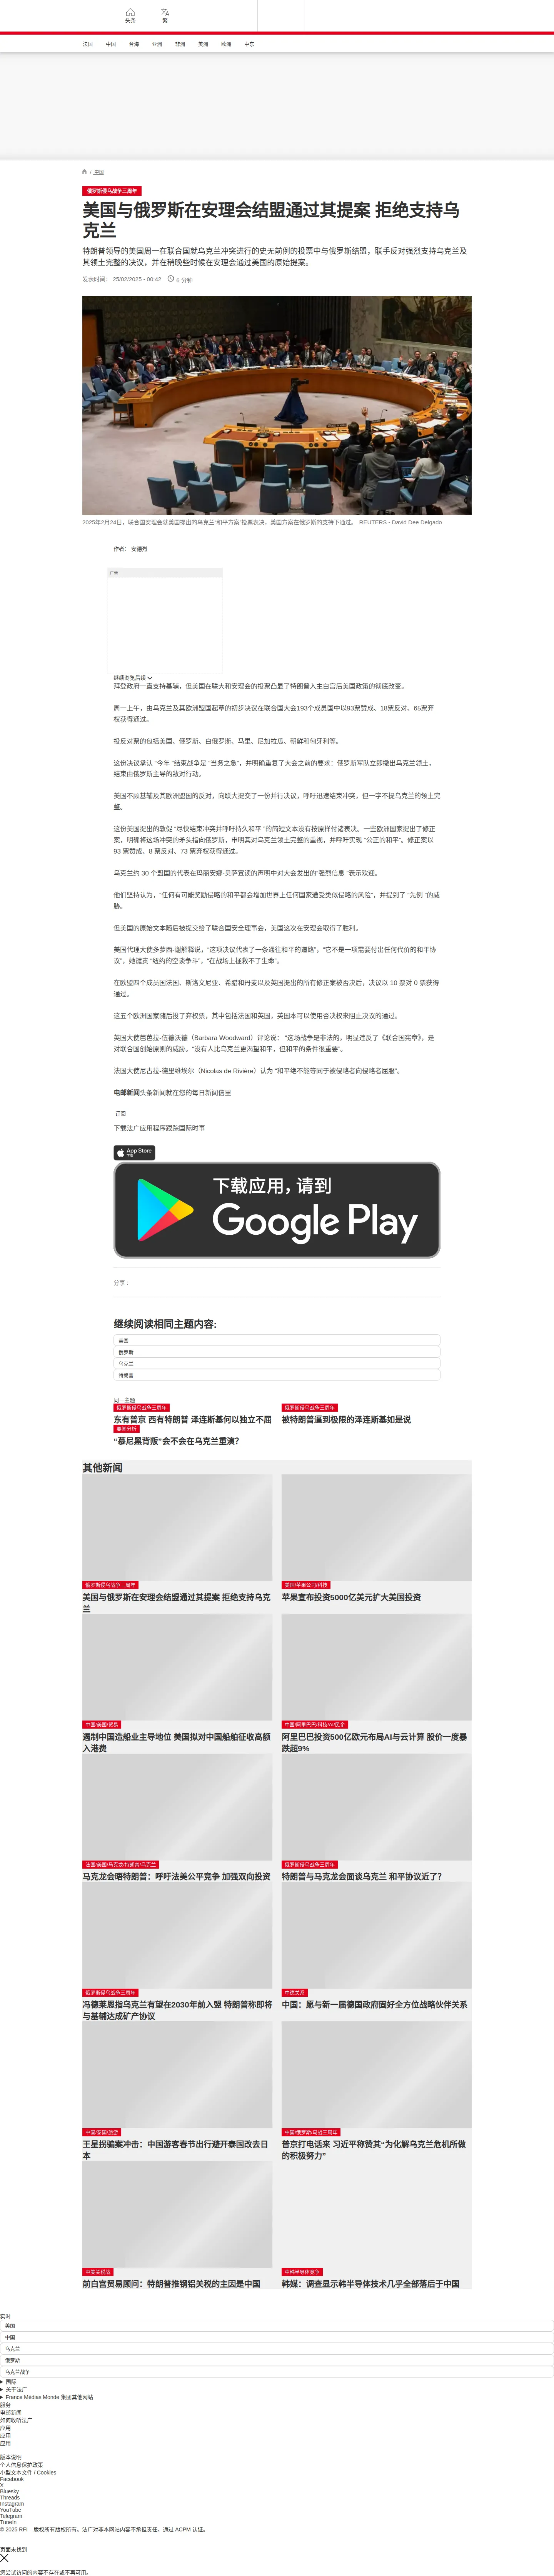 头条
繁
法国 中国 台海 亚洲 非洲 美洲 欧洲 中东
/ 中国
俄罗斯侵乌战争三周年
美国与俄罗斯在安理会结盟通过其提案 拒绝支持乌
克兰
特朗普领导的美国周一在联合国就乌克兰冲突进行的史无前例的投票中与俄罗斯结盟，联手反对强烈支持乌克兰及
其领土完整的决议，并在稍晚些时候在安理会通过美国的原始提案。
发表时间： 25/02/2025 - 00:42 6 分钟
2025年2月24日，联合国安理会就美国提出的乌克兰“和平方案”投票表决，美国方案在俄罗斯的支持下通过。 REUTERS - David Dee Delgado
作者： 安德烈
广告
继续浏览后续
拜登政府一直支持基辅，但美国在联大和安理会的投票凸显了特朗普入主白宫后美国政策的彻底改变。
周一上午，由乌克兰及其欧洲盟国起草的初步决议在联合国大会193个成员国中以93票赞成、18票反对、65票弃
权获得通过。
投反对票的包括美国、俄罗斯、白俄罗斯、马里、尼加拉瓜、朝鲜和匈牙利等。
这份决议承认 “今年 ”结束战争是 “当务之急”，并明确重复了大会之前的要求：俄罗斯军队立即撤出乌克兰领土，
结束由俄罗斯主导的敌对行动。
美国不顾基辅及其欧洲盟国的反对，向联大提交了一份并行决议，呼吁迅速结束冲突，但一字不提乌克兰的领土完
整。
这份美国提出的敦促 “尽快结束冲突并呼吁持久和平 ”的简短文本没有按原样付诸表决。一些欧洲国家提出了修正
案，明确将这场冲突的矛头指向俄罗斯，申明其对乌克兰领土完整的重视，并呼吁实现 “公正的和平”。修正案以
93 票赞成、8 票反对、73 票弃权获得通过。
乌克兰约 30 个盟国的代表在玛丽安娜-贝萨宣读的声明中对大会发出的“强烈信息 ”表示欢迎。
他们坚持认为，“任何有可能奖励侵略的和平都会增加世界上任何国家遭受类似侵略的风险”，并提到了 “先例 ”的威
胁。
但美国的原始文本随后被提交给了联合国安全理事会，美国这次在安理会取得了胜利。
美国代理大使多萝西-谢解释说，“这项决议代表了一条通往和平的道路”，“它不是一项需要付出任何代价的和平协
议”。她谴责 “纽约的空谈争斗”，“在战场上拯救不了生命”。
在欧盟四个成员国法国、斯洛文尼亚、希腊和丹麦以及英国提出的所有修正案被否决后，决议以 10 票对 0 票获得
通过。
这五个欧洲国家随后投了弃权票，其中包括法国和英国，英国本可以使用否决权来阻止决议的通过。
英国大使芭芭拉-伍德沃德（Barbara Woodward）评论说： “这场战争是非法的，明显违反了《联合国宪章》，是
对联合国创始原则的威胁。“没有人比乌克兰更渴望和平，但和平的条件很重要”。
法国大使尼古拉-德里维埃尔（Nicolas de Rivière）认为 “和平绝不能等同于被侵略者向侵略者屈服”。
电邮新闻头条新闻就在您的每日新闻信里
订阅
下载法广应用程序跟踪国际时事
App Store
下载
下载应用，请到
Google Play
分享 :
继续阅读相同主题内容:
美国
俄罗斯
乌克兰
特朗普
同一主题
俄罗斯侵乌战争三周年
东有普京 西有特朗普 泽连斯基何以独立不屈
俄罗斯侵乌战争三周年
被特朗普逼到极限的泽连斯基如是说
要闻分析
“慕尼黑背叛”会不会在乌克兰重演？
其他新闻
俄罗斯侵乌战争三周年
美国与俄罗斯在安理会结盟通过其提案 拒绝支持乌克
兰
美国/苹果公司/科技
苹果宣布投资5000亿美元扩大美国投资
中国/美国/贸易
遏制中国造船业主导地位 美国拟对中国船舶征收高额
入港费
中国/阿里巴巴/科技/AI/民企
阿里巴巴投资500亿欧元布局AI与云计算 股价一度暴
跌超9%
法国/美国/马克龙/特朗普/乌克兰
马克龙会晤特朗普：呼吁法美公平竞争 加强双向投资
俄罗斯侵乌战争三周年
特朗普与马克龙会面谈乌克兰 和平协议近了？
俄罗斯侵乌战争三周年
冯德莱恩指乌克兰有望在2030年前入盟 特朗普称即将
与基辅达成矿产协议
中德关系
中国：愿与新一届德国政府固好全方位战略伙伴关系
中国/泰国/旅游
王星拐骗案冲击：中国游客春节出行避开泰国改去日
本
中国/俄罗斯/乌战三周年
普京打电话来 习近平称赞其“为化解乌克兰危机所做
的积极努力”
中美关税战
前白宫贸易顾问：特朗普推钢铝关税的主因是中国
中韩半导体竞争
韩媒：调查显示韩半导体技术几乎全部落后于中国
实时
美国
中国
乌克兰
俄罗斯
乌克兰战争
国际
关于法广
France Médias Monde 集团其他网站
服务
电邮新闻
如何收听法广
应用
应用
应用
版本说明
个人信息保护政策
小型文本文件 / Cookies
Facebook
X
Bluesky
Threads
Instagram
YouTube
Telegram
TuneIn
© 2025 RFI – 版权所有版权所有。法广对非本网站内容不承担责任。通过 ACPM 认证。
页面未找到
您尝试访问的内容不存在或不再可用。